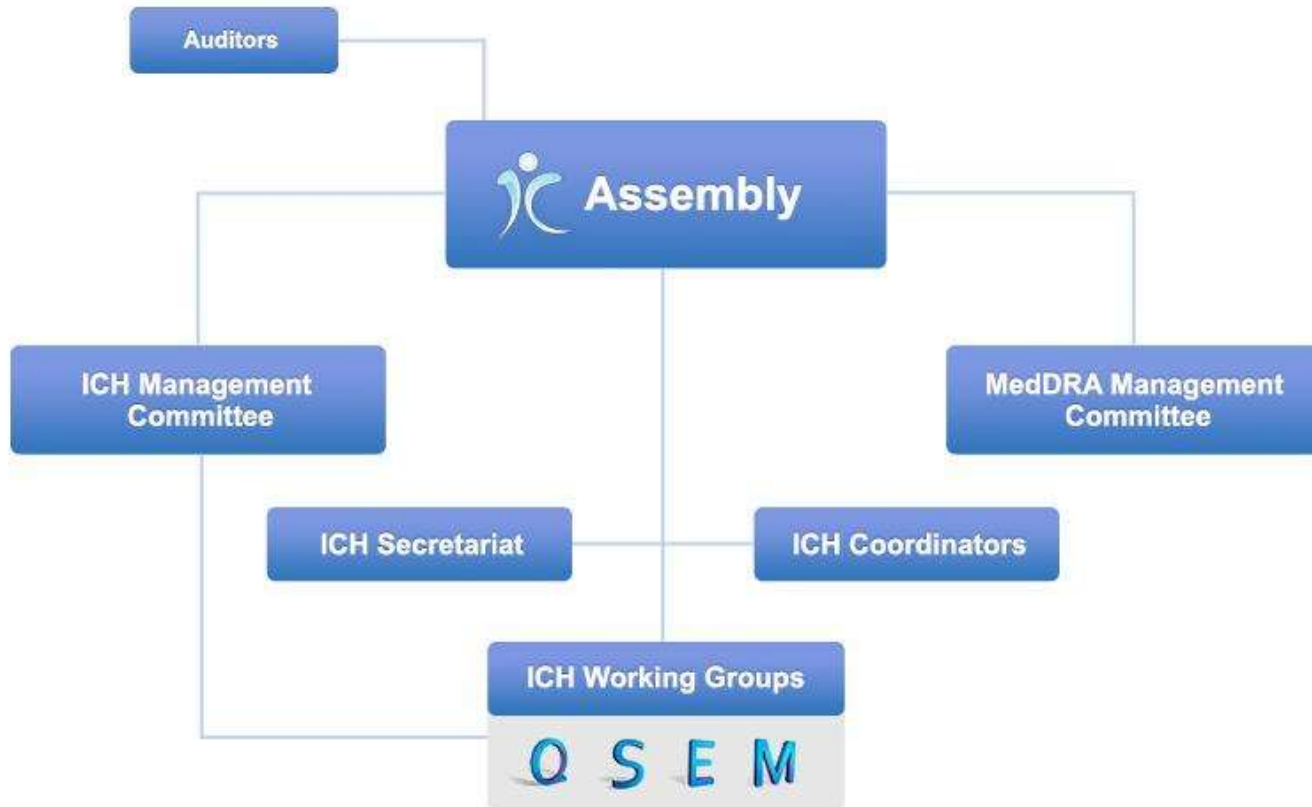 Auditors
Assembly
ICH Management
Committee
MedDRA Management
Committee
ICH Secretariat
ICH Coordinators
ICH Working Groups
Q S E M